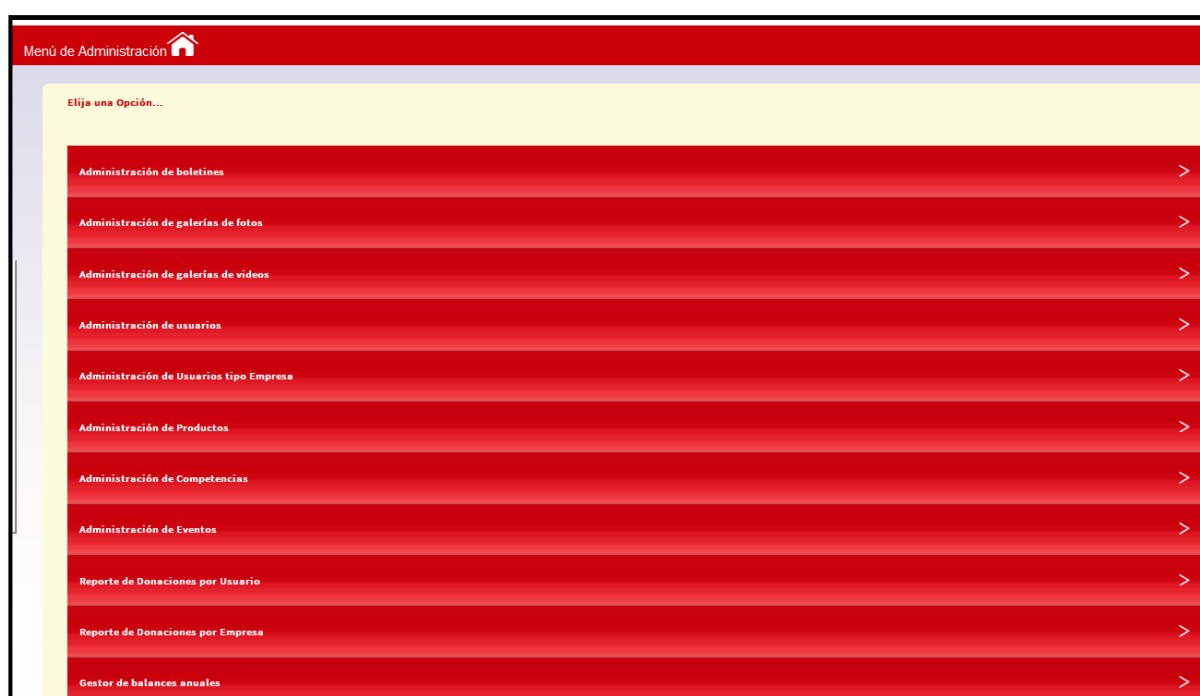 Menú de Administración
Elija una Opción...
Administración de boletines
Administración de galerías de fotos
Administración de galerías de videos
Administración de usuarios
Administración de Usuarios tipo Empresa
Administración de Productos
Administración de Competencias
Administración de Eventos
Reporte de Donaciones por Usuario
Reporte de Donaciones por Empresa
Gestor de balances anuales